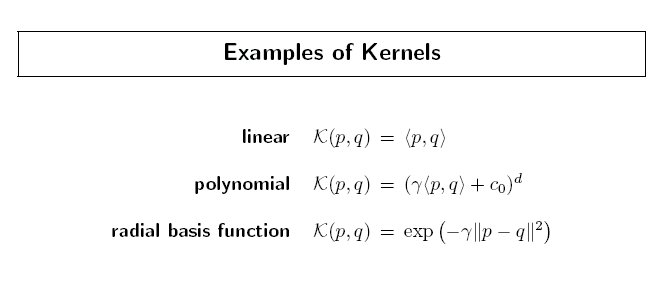 Examples of Kernels
linear 𝒦(p, q) = ⟨p, q⟩
polynomial 𝒦(p, q) = (γ⟨p, q⟩ + c₀)ᵈ
radial basis function 𝒦(p, q) = exp (−γ‖p − q‖²)